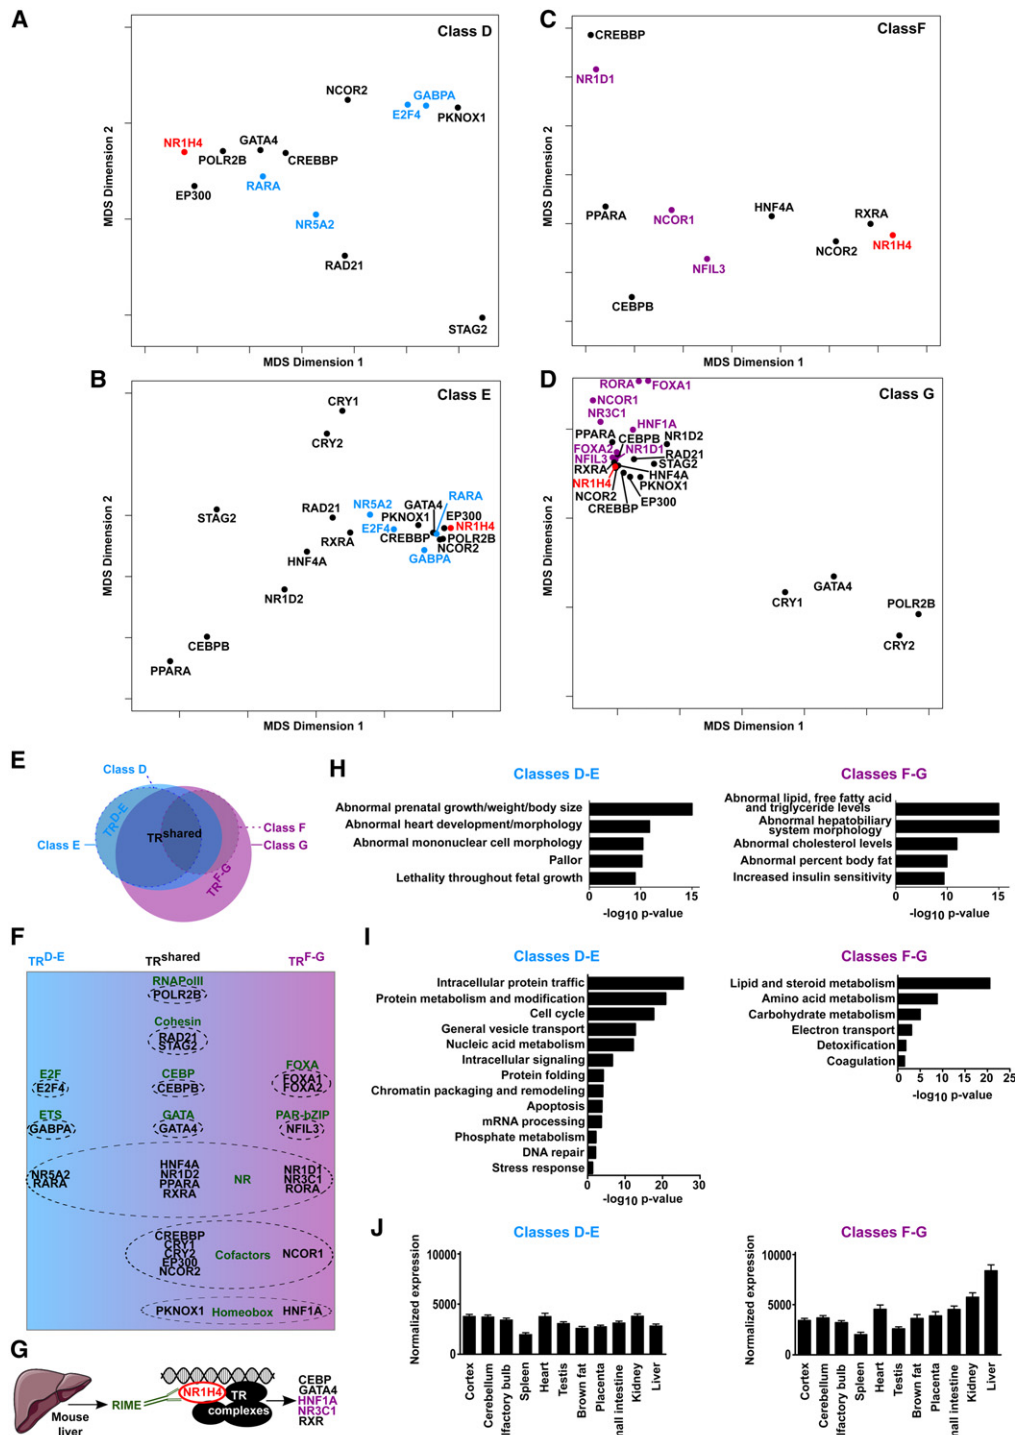 A
Class D
NCOR2
GABPA
E2F4
PKNOX1
NR1H4
GATA4
POLR2B
CREBBP
EP300
RARA
NR5A2
RAD21
STAG2
MDS Dimension 2
MDS Dimension 1
C
ClassF
CREBBP
NR1D1
PPARA
NCOR1
HNF4A
RXRA
NR1H4
NCOR2
NFIL3
CEBPB
MDS Dimension 2
MDS Dimension 1
B
Class E
CRY1
CRY2
STAG2
RAD21
NR5A2
GATA4
RARA
PKNOX1
EP300
E2F4
NR1H4
RXRA
CREBBP
POLR2B
NCOR2
HNF4A
GABPA
NR1D2
CEBPB
PPARA
MDS Dimension 2
MDS Dimension 1
D
Class G
RORA
FOXA1
NCOR1
NR3C1
HNF1A
PPARA
CEBPB
NR1D2
FOXA2
NR1D1
RAD21
NFIL3
STAG2
RXRA
HNF4A
NR1H4
PKNOX1
NCOR2
EP300
CREBBP
CRY1
GATA4
POLR2B
CRY2
MDS Dimension 2
MDS Dimension 1
E
Class D
TRD-E
TRshared
Class F
Class E
Class G
TRF-G
H
Classes D-E
Abnormal prenatal growth/weight/body size
Abnormal heart development/morphology
Abnormal mononuclear cell morphology
Pallor
Lethality throughout fetal growth
0 10 15
-log10 p-value
Classes F-G
Abnormal lipid, free fatty acid
and triglyceride levels
Abnormal hepatobiliary
system morphology
Abnormal cholesterol levels
Abnormal percent body fat
Increased insulin sensitivity
0 10 15
-log10 p-value
F
TRD-E TRshared TRF-G
RNAPolII
POLR2B
Cohesin
RAD21
STAG2
E2F CEBP FOXA
E2F4 CEBPB FOXA1
FOXA2
ETS GATA PAR-bZIP
GABPA GATA4 NFIL3
NR5A2
RARA
HNF4A
NR1D2
PPARA
RXRA
NR
NR1D1
NR3C1
RORA
CREBBP
CRY1
CRY2
EP300
NCOR2
Cofactors
NCOR1
PKNOX1 Homeobox HNF1A
I
Classes D-E
Intracellular protein traffic
Protein metabolism and modification
Cell cycle
General vesicle transport
Nucleic acid metabolism
Intracellular signaling
Protein folding
Chromatin packaging and remodeling
Apoptosis
mRNA processing
Phosphate metabolism
DNA repair
Stress response
0 10 20 30
-log10 p-value
Classes F-G
Lipid and steroid metabolism
Amino acid metabolism
Carbohydrate metabolism
Electron transport
Detoxification
Coagulation
0 5 10 15 20 25
-log10 p-value
G
Mouse
liver
RIME
NR1H4
TR
complexes
CEBP
GATA4
HNF1A
NR3C1
RXR
J
Classes D-E
Normalized expression
10000
5000
0
Cortex
Cerebellum
lfactory bulb
Spleen
Heart
Testis
Brown fat
Placenta
nall intestine
Kidney
Liver
Classes F-G
Normalized expression
10000
5000
0
Cortex
Cerebellum
lfactory bulb
Spleen
Heart
Testis
Brown fat
Placenta
nall intestine
Kidney
Liver